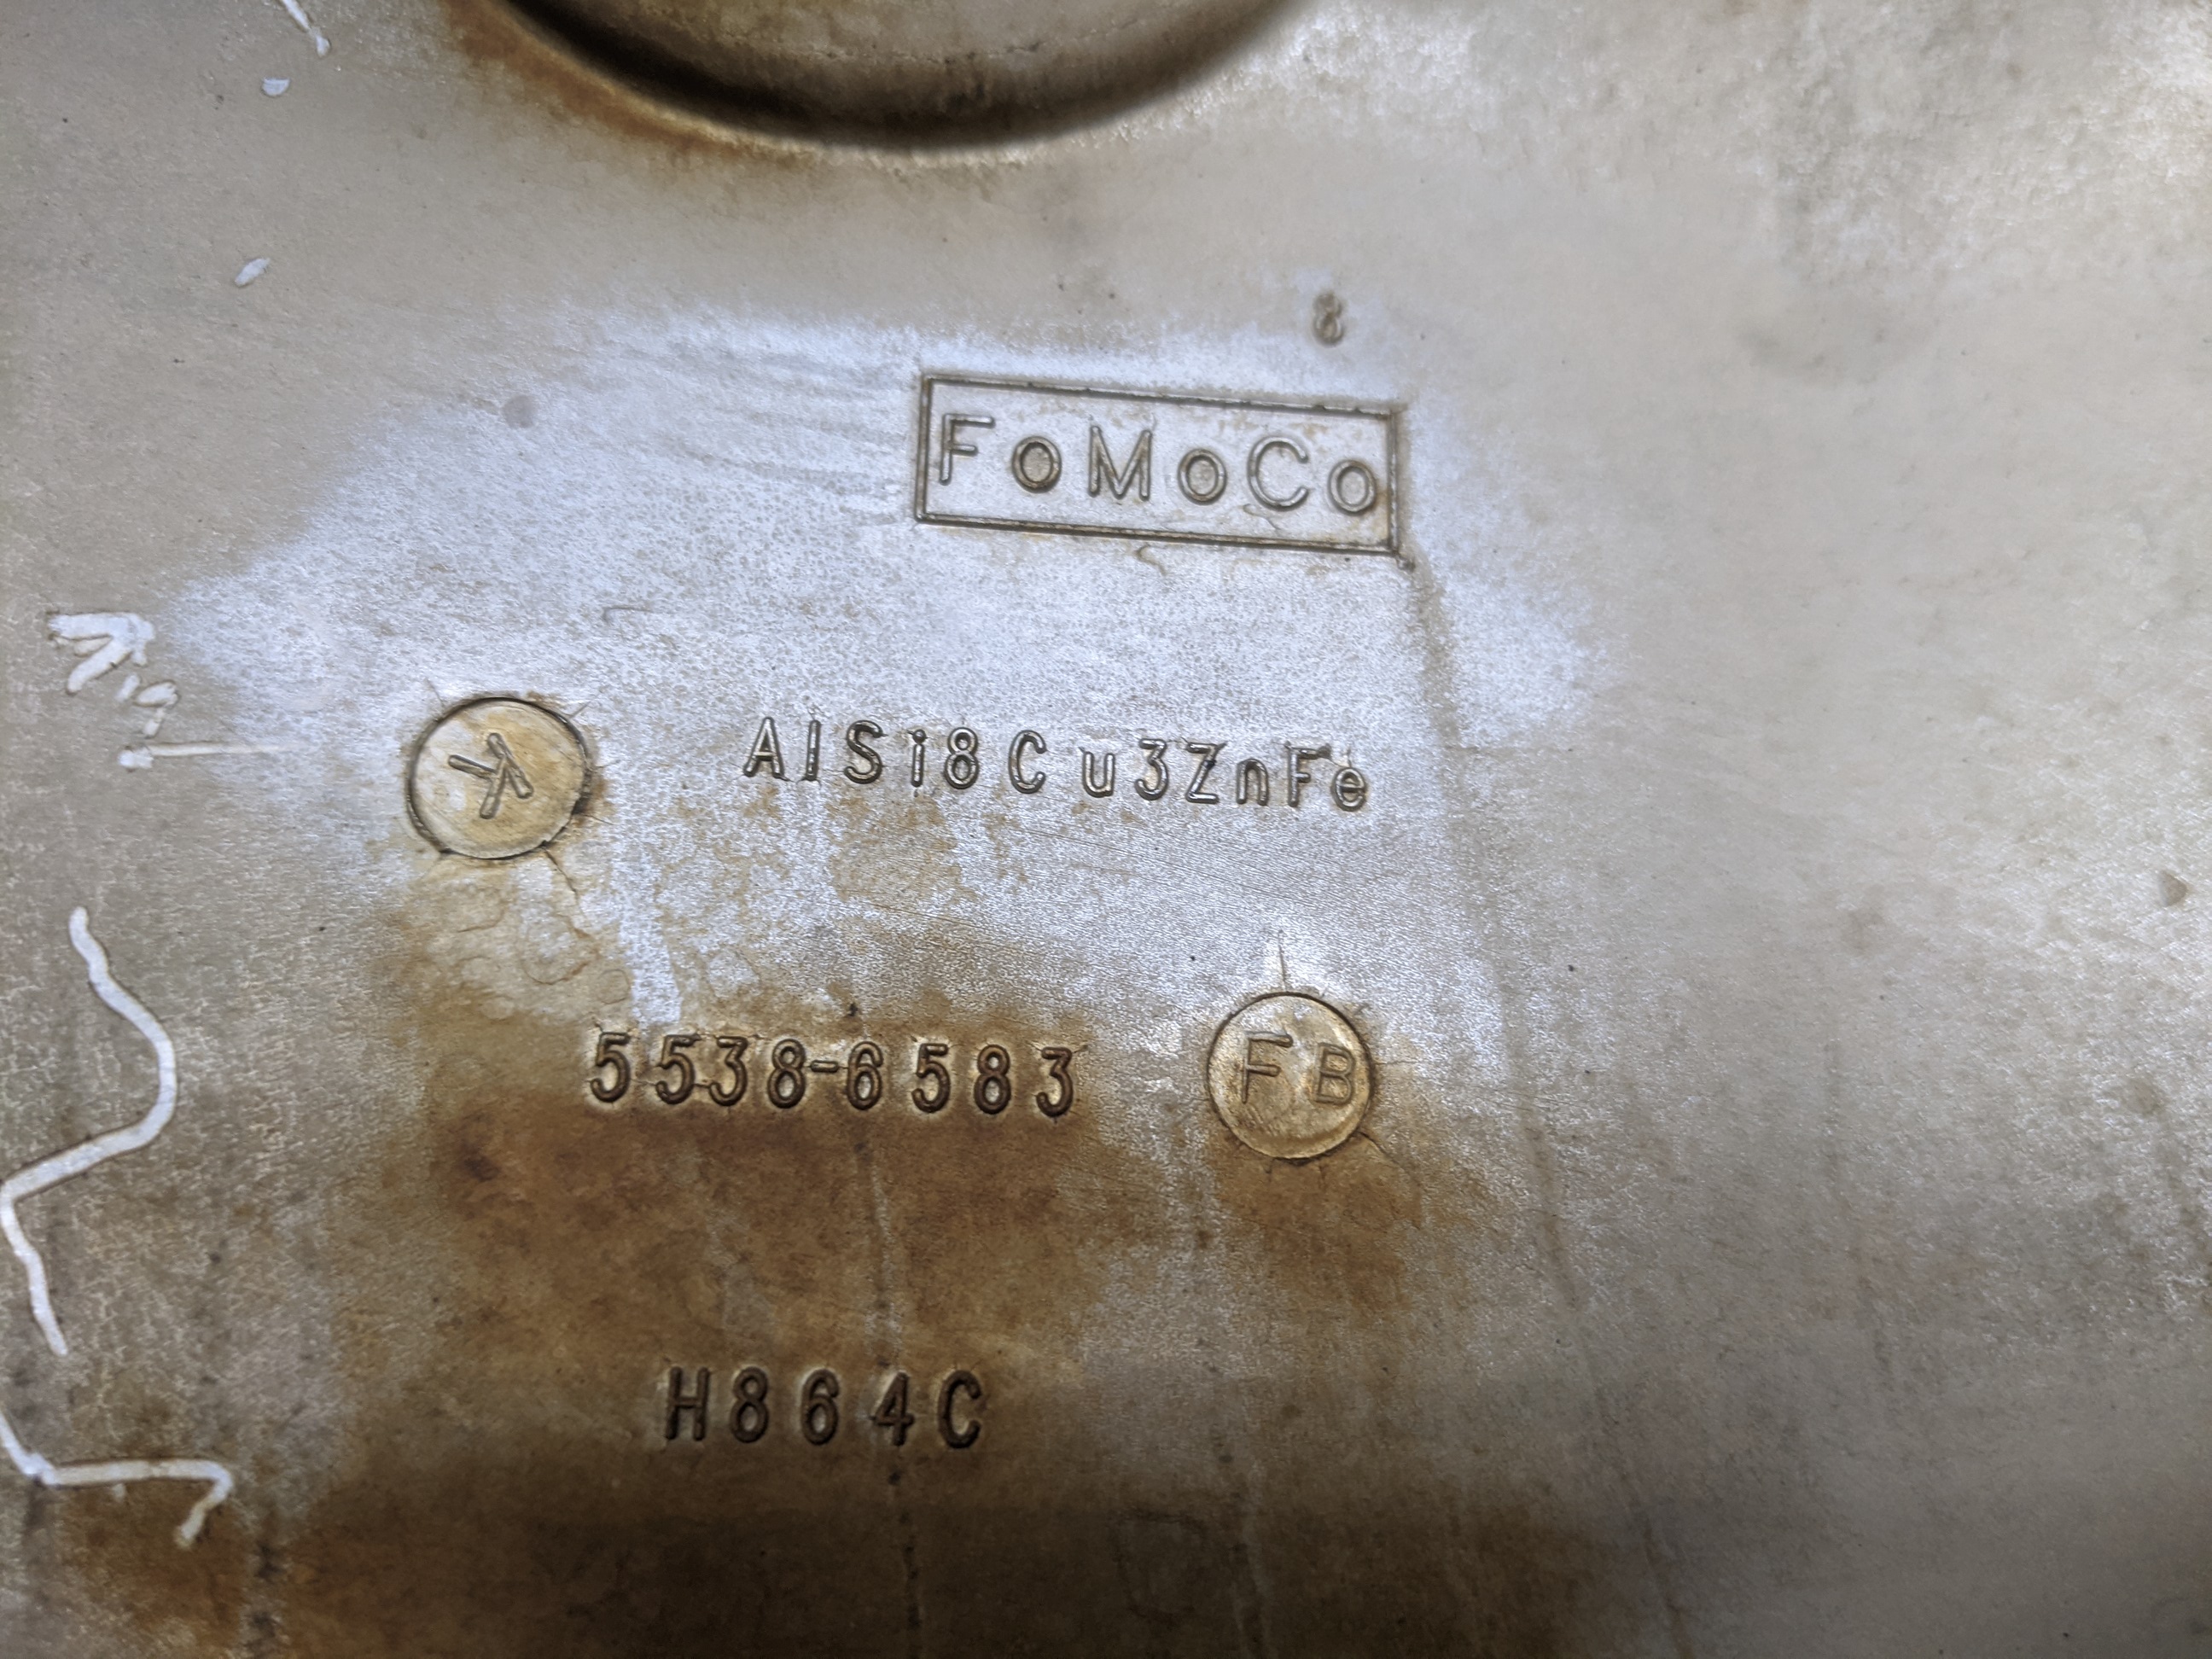 8
FoMoCo
K
AlSi8Cu3ZnFe
5538-6583
FB
H864C